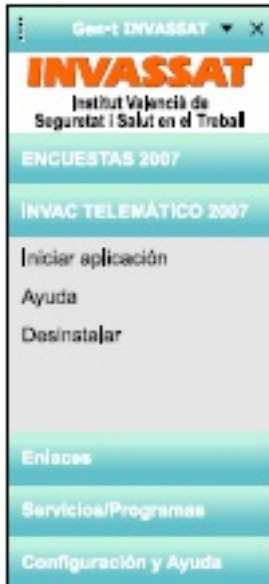 Gen-t INVASSAT
INVASSAT
Institut Valencià de
Seguretat i Salut en el Treball
ENCUESTAS 2007
INVAC TELEMÁTICO 2007
Iniciar aplicación
Ayuda
Desinstalar
Enlaces
Servicios/Programas
Configuración y Ayuda